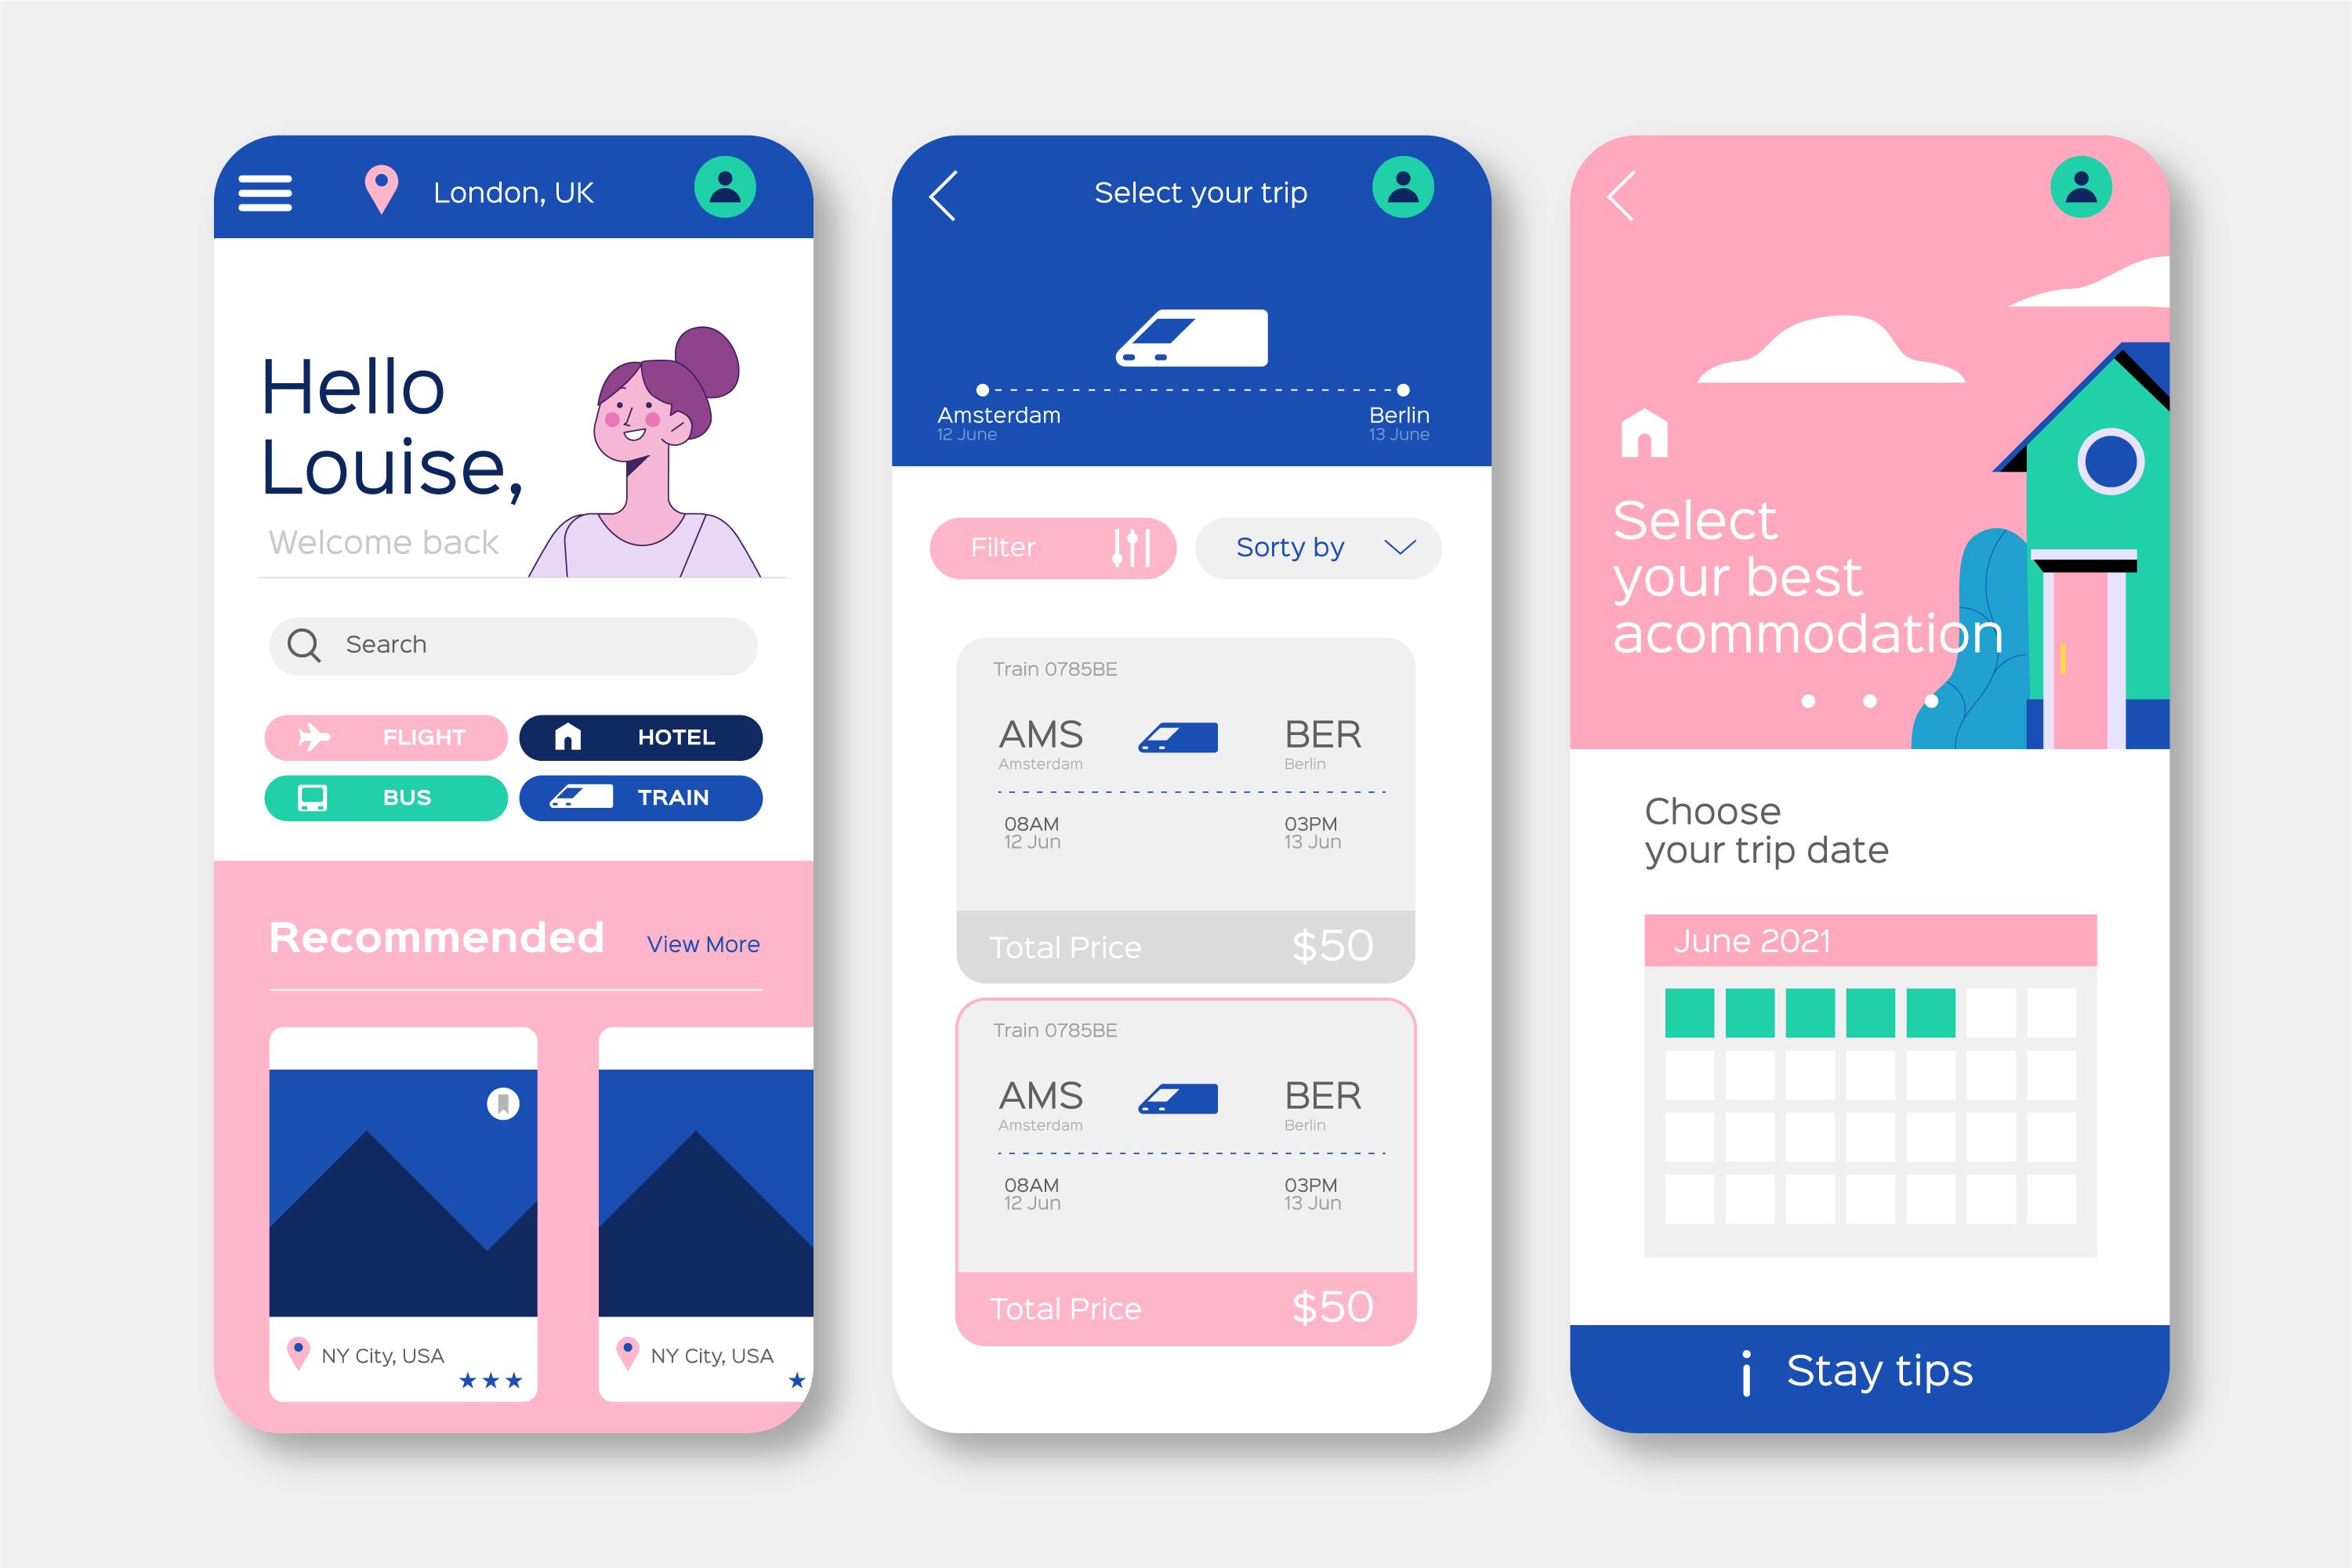 London, UK
Hello
Louise,
Welcome back
Search
FLIGHT
HOTEL
BUS
TRAIN
Recommended
View More
NY City, USA
NY City, USA
Select your trip
Amsterdam
12 June
Berlin
13 June
Filter
Sorty by
Train 0785BE
AMS
Amsterdam
BER
Berlin
08AM
12 Jun
03PM
13 Jun
Total Price
$50
Train 0785BE
AMS
Amsterdam
BER
Berlin
08AM
12 Jun
03PM
13 Jun
Total Price
$50
Select
your best
acommodation
Choose
your trip date
June 2021
Stay tips